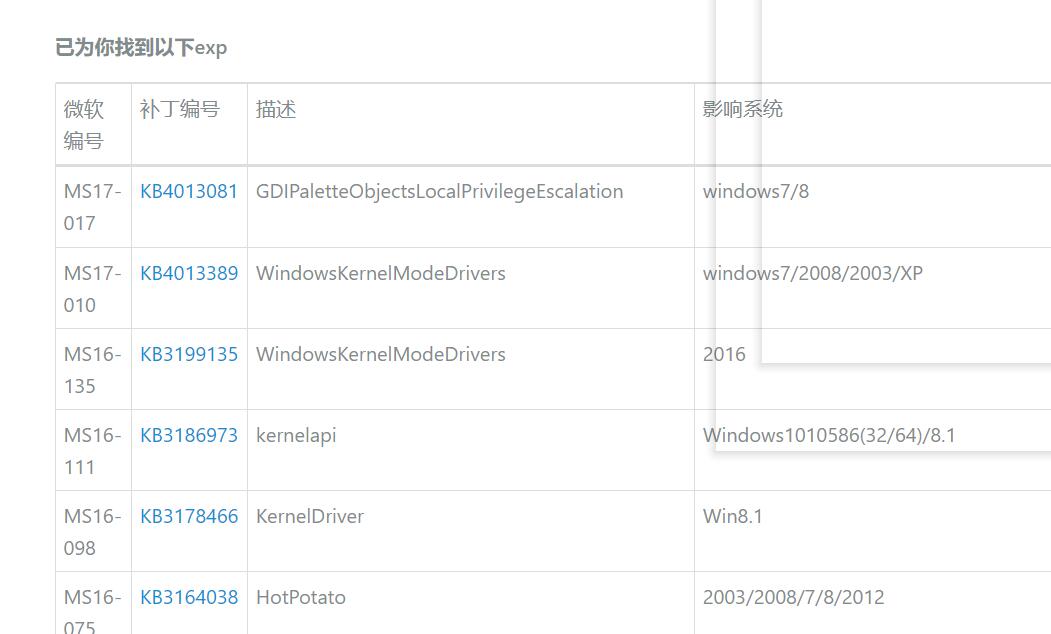 已为你找到以下exp
微软 补丁编号 描述 影响系统
编号
MS17- KB4013081 GDIPaletteObjectsLocalPrivilegeEscalation windows7/8
017
MS17- KB4013389 WindowsKernelModeDrivers windows7/2008/2003/XP
010
MS16- KB3199135 WindowsKernelModeDrivers 2016
135
MS16- KB3186973 kernelapi Windows1010586(32/64)/8.1
111
MS16- KB3178466 KernelDriver Win8.1
098
MS16- KB3164038 HotPotato 2003/2008/7/8/2012
075